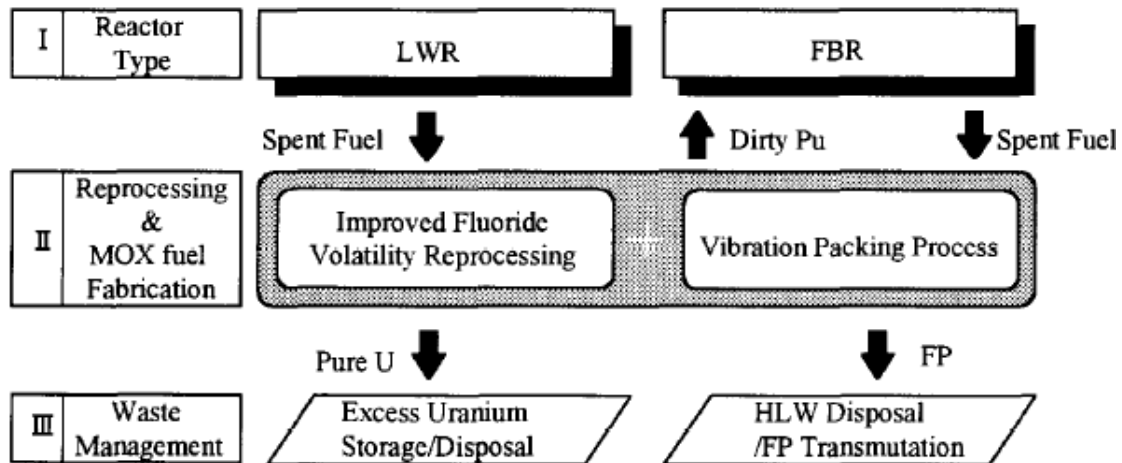 I
Reactor
Type
LWR
FBR
Spent Fuel
Dirty Pu
Spent Fuel
II
Reprocessing
&
MOX fuel
Fabrication
Improved Fluoride
Volatility Reprocessing
+
Vibration Packing Process
Pure U
FP
III
Waste
Management
Excess Uranium
Storage/Disposal
HLW Disposal
/FP Transmutation